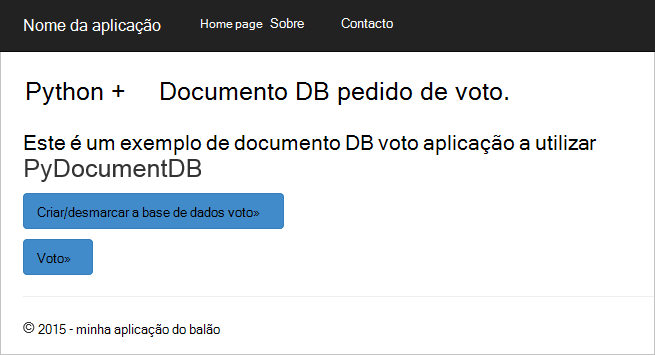 Nome da aplicação Home page Sobre Contacto
Python + Documento DB pedido de voto.
Este é um exemplo de documento DB voto aplicação a utilizar
PyDocumentDB
Criar/desmarcar a base de dados voto»
Voto»
© 2015 - minha aplicação do balão